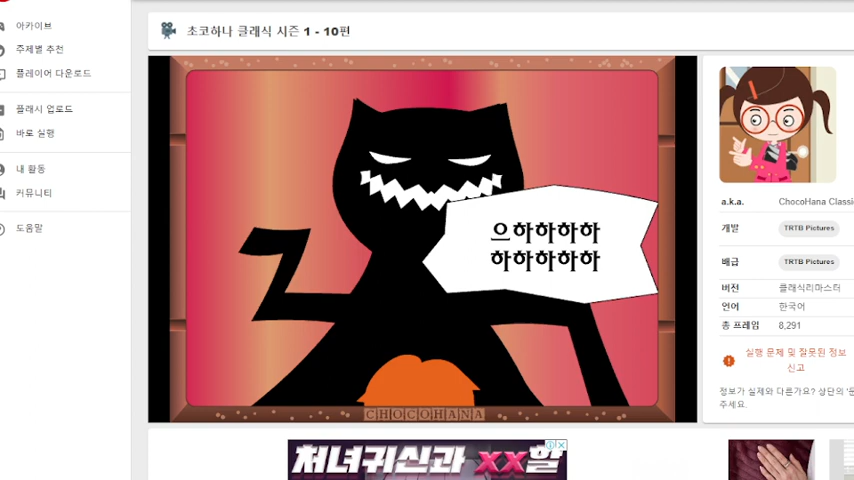 아카이브
주제별 추천
플레이어 다운로드
플래시 업로드
바로 실행
내 활동
커뮤니티
도움말
초코하나 클래식 시즌 1 - 10편
으하하하하
하하하하하
CHOCOHANA
a.k.a. ChocoHana Classi
개발 TRTB Pictures
배급 TRTB Pictures
버전 클래식리마스터
언어 한국어
총 프레임 8,291
실행 문제 및 잘못된 정보
신고
정보가 실제와 다른가요? 상단의
주세요.
처녀귀신과 xx할